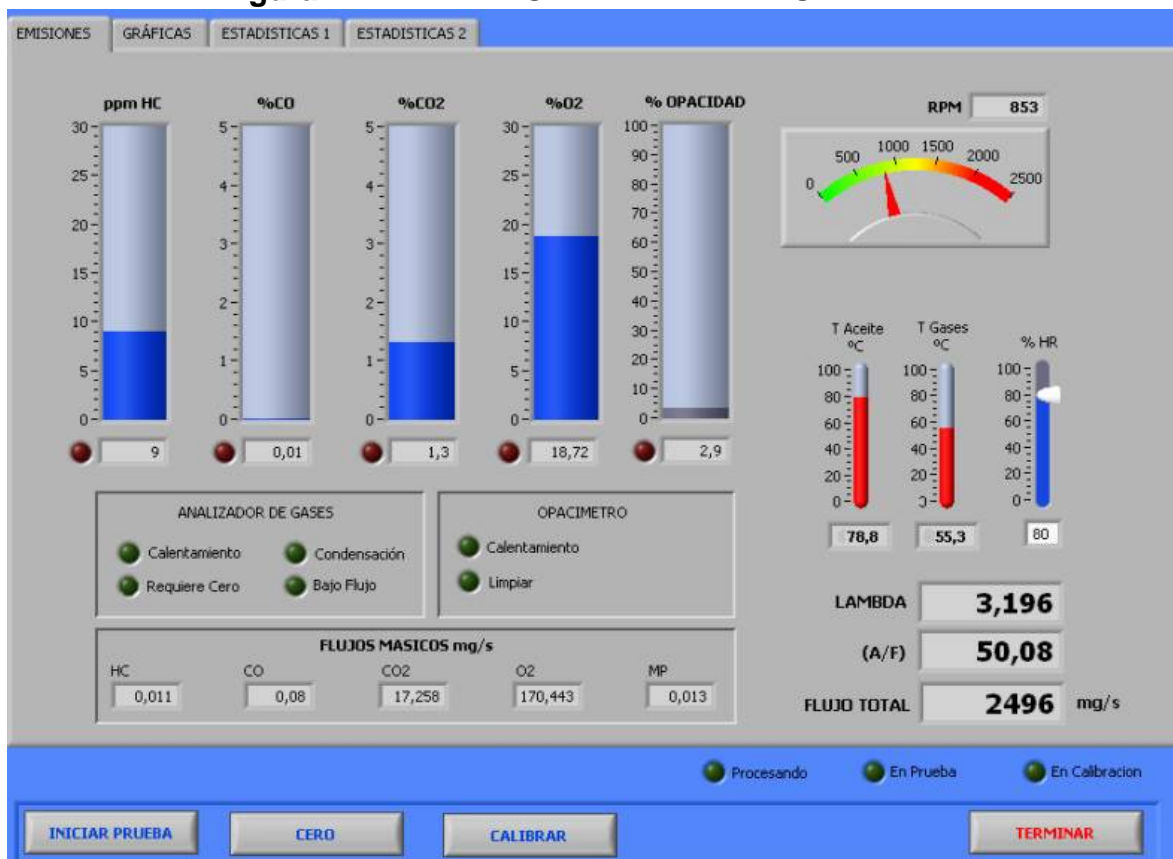 EMISIONES GRÁFICAS ESTADISTICAS 1 ESTADISTICAS 2
ppm HC %CO %CO2 %02 % OPACIDAD
30 5 5 30 100
90
25 4 4 25 80
70
20 3 3 20 60
15 50
2 2 40
10 10 30
1 1 20
5 5 10
0 0 0 0 0
9 0,01 1,3 18,72 2,9
RPM 853
0 500 1000 1500 2000 2500
T Aceite ºC T Gases ºC % HR
100 100 100
80 80 80
60 60 60
40 40 40
20 20 20
0 0
78,8 55,3 80
ANALIZADOR DE GASES
Calentamiento Condensación
Requiere Cero Bajo Flujo
OPACIMETRO
Calentamiento
Limpiar
LAMBDA 3,196
(A/F) 50,08
FLUJO TOTAL 2496 mg/s
FLUJOS MASICOS mg/s
HC CO CO2 O2 MP
0,011 0,08 17,258 170,443 0,013
Procesando En Prueba En Calibracion
INICIAR PRUEBA CERO CALIBRAR TERMINAR